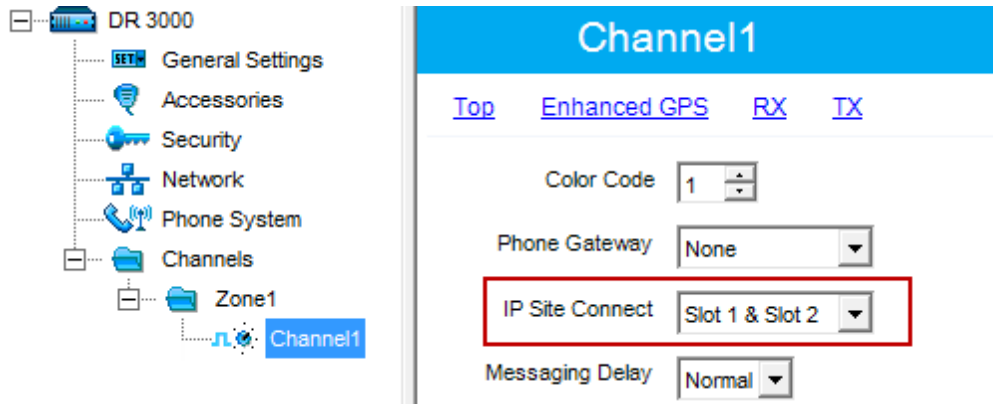 DR 3000
SET
General Settings
Accessories
Security
Network
Phone System
Channels
Zone1
Channel1
Channel1
Top Enhanced GPS RX TX
Color Code 1
Phone Gateway None
IP Site Connect Slot 1 & Slot 2
Messaging Delay Normal